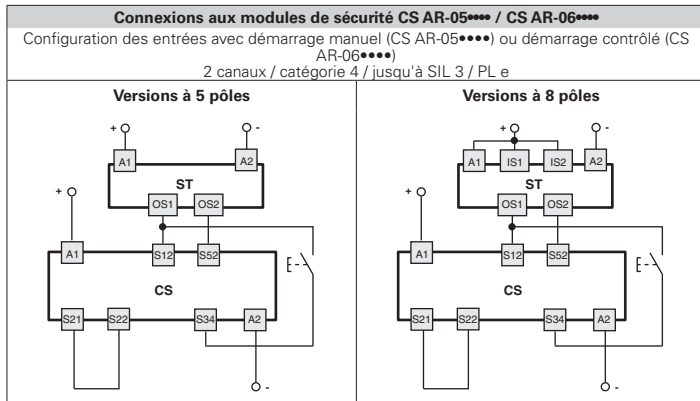 Connexions aux modules de sécurité CS AR-05•••• / CS AR-06••••
Configuration des entrées avec démarrage manuel (CS AR-05••••) ou démarrage contrôlé (CS
AR-06••••)
2 canaux / catégorie 4 / jusqu'à SIL 3 / PL e
Versions à 5 pôles
+ -
A1 A2
ST
OS1 OS2
+
A1 S12 S52
CS
S21 S22 S34 A2
-
Versions à 8 pôles
+ -
A1 IS1 IS2 A2
ST
OS1 OS2
+
A1 S12 S52
CS
S21 S22 S34 A2
-